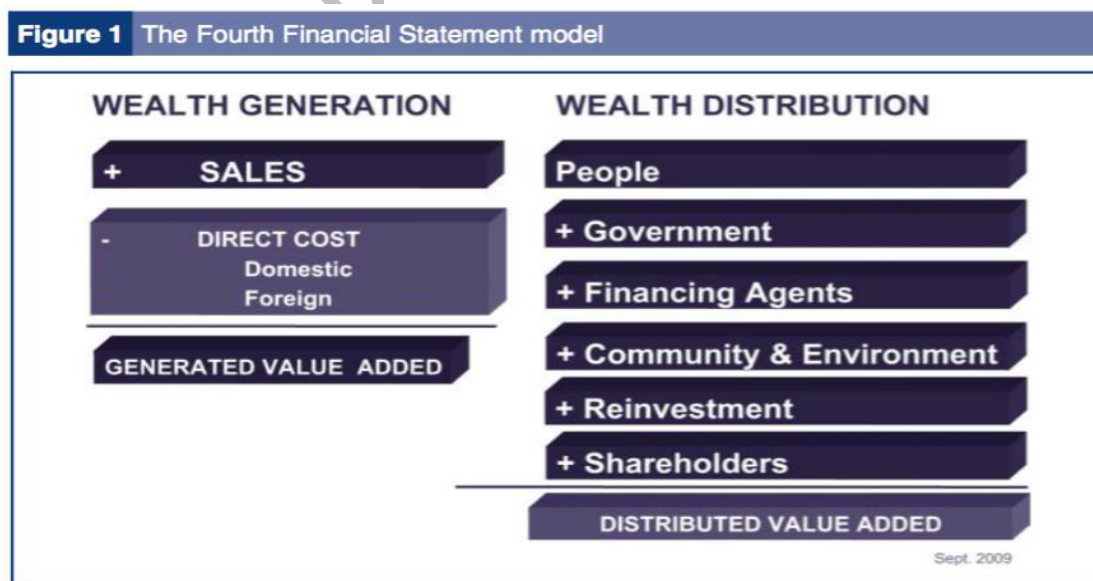 Figure 1 The Fourth Financial Statement model
WEALTH GENERATION
+ SALES
- DIRECT COST
Domestic
Foreign
GENERATED VALUE ADDED
WEALTH DISTRIBUTION
People
+ Government
+ Financing Agents
+ Community & Environment
+ Reinvestment
+ Shareholders
DISTRIBUTED VALUE ADDED
Sept. 2009